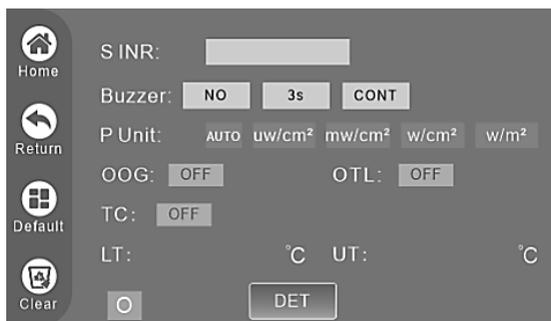 Home
Return
Default
Clear
S INR:
Buzzer: NO 3s CONT
P Unit: AUTO uw/cm² mw/cm² w/cm² w/m²
OOG: OFF OTL: OFF
TC: OFF
LT: °C UT: °C
O DET